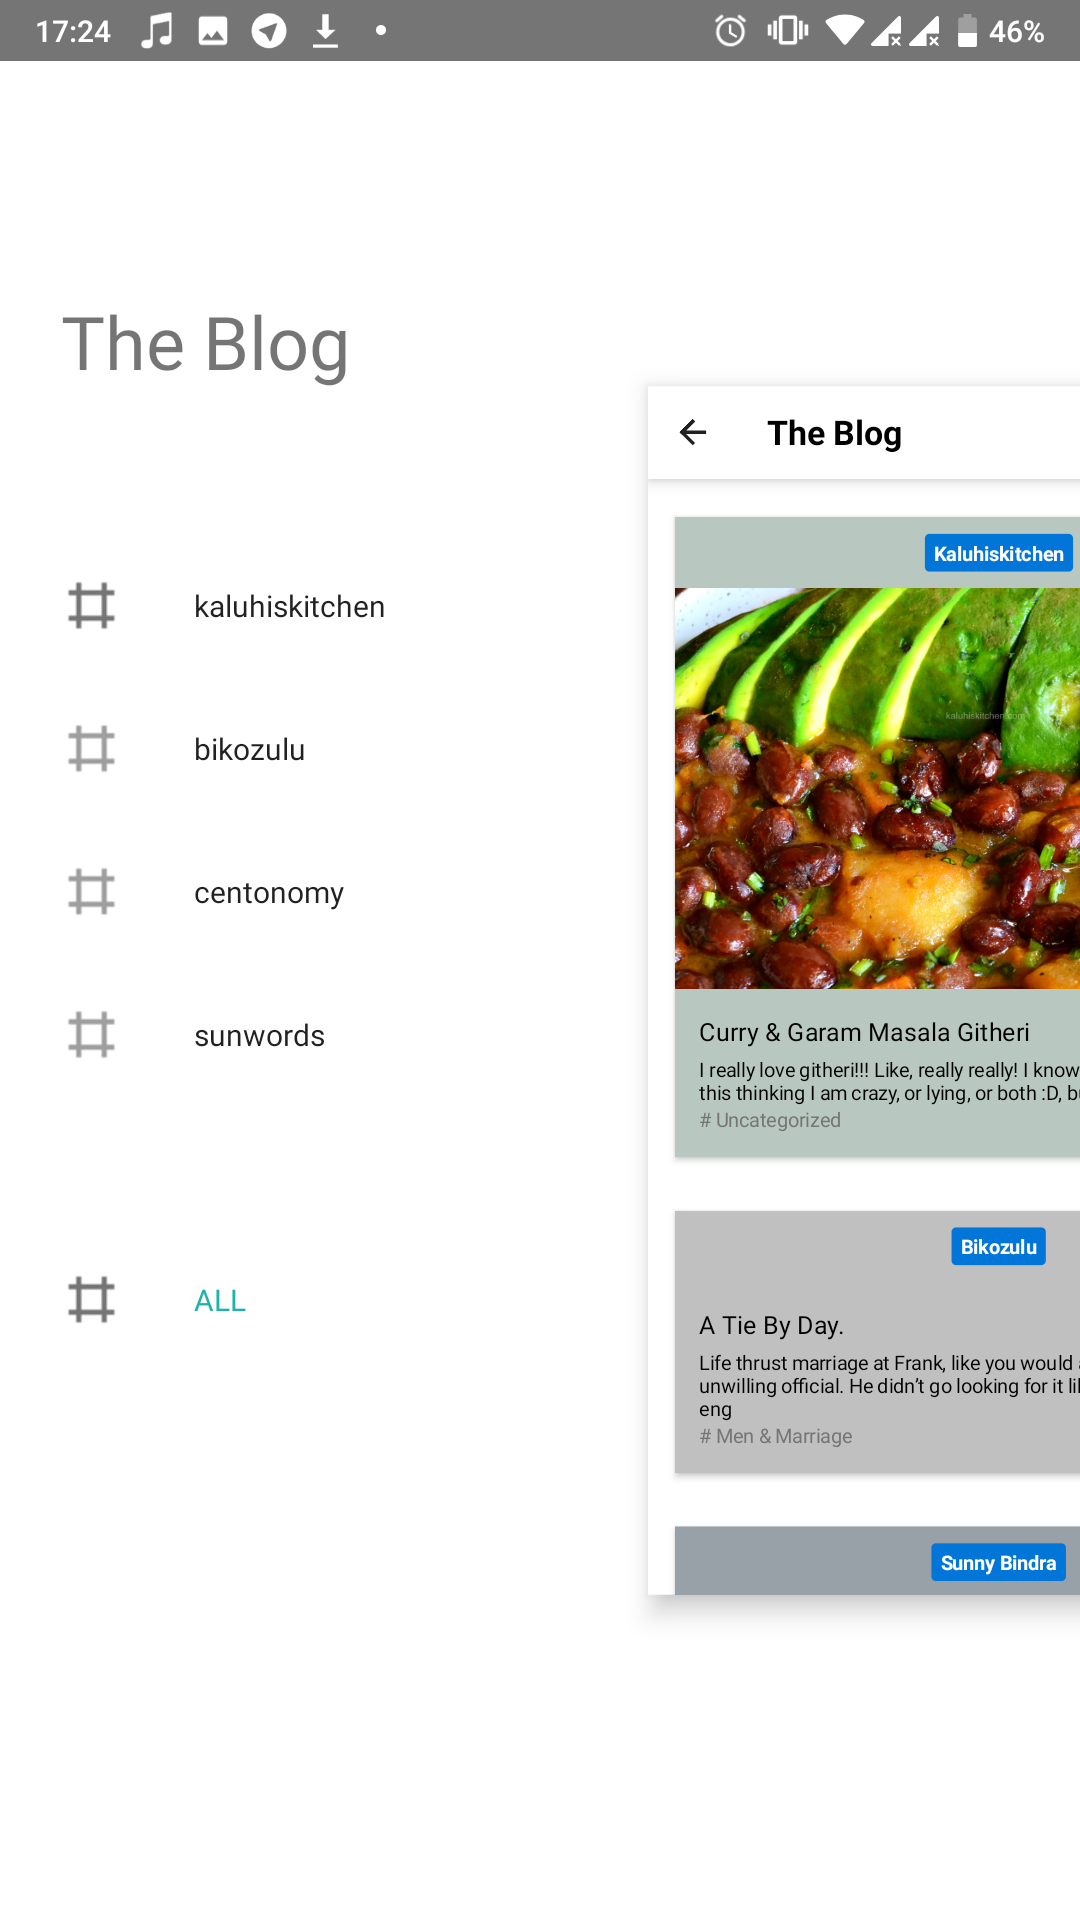 17:24
46%
The Blog
kaluhiskitchen
bikozulu
centonomy
sunwords
ALL
The Blog
Kaluhiskitchen
kaluhiskitchen.com
Curry & Garam Masala Githeri
I really love githeri!!! Like, really really! I know
this thinking I am crazy, or lying, or both :D, b
# Uncategorized
Bikozulu
A Tie By Day.
Life thrust marriage at Frank, like you would
unwilling official. He didn’t go looking for it li
eng
# Men & Marriage
Sunny Bindra